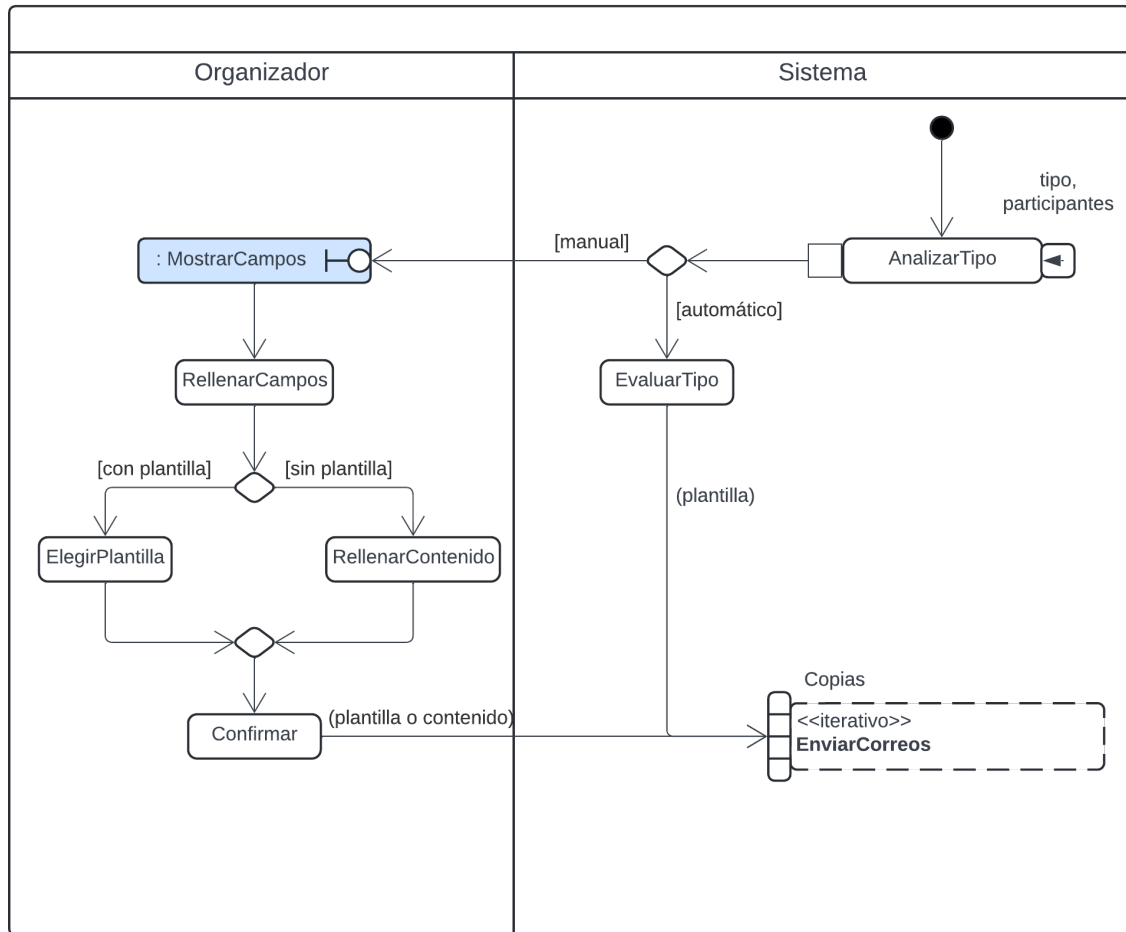 Organizador
Sistema
tipo,
participantes
[manual]
: MostrarCampos
AnalizarTipo
[automático]
RellenarCampos
EvaluarTipo
[con plantilla]
[sin plantilla]
(plantilla)
ElegirPlantilla
RellenarContenido
Copias
(plantilla o contenido)
<<iterativo>>
Confirmar
EnviarCorreos